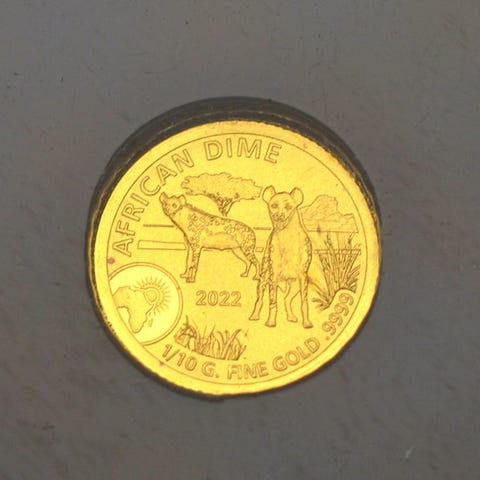 AFRICAN DIME
2022
1/10 G. FINE GOLD .9999